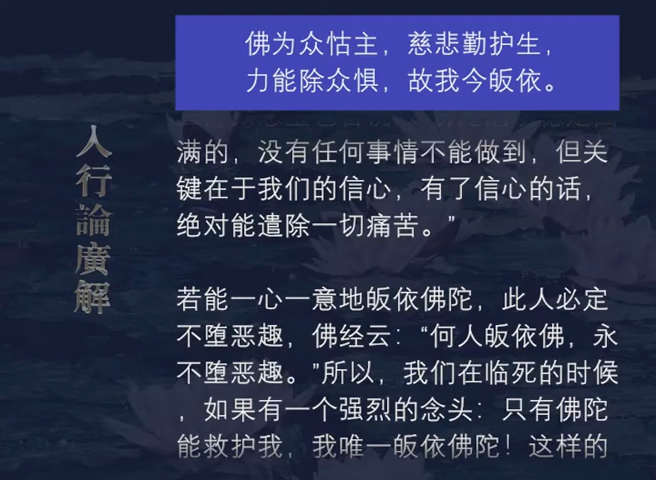 佛为众怙主，慈悲勤护生，
力能除众惧，故我今皈依。
入行論廣解
满的，没有任何事情不能做到，但关
键在于我们的信心，有了信心的话，
绝对能遣除一切痛苦。”
若能一心一意地皈依佛陀，此人必定
不堕恶趣，佛经云：“何人皈依佛，永
不堕恶趣。”所以，我们在临死的时候
，如果有一个强烈的念头：只有佛陀
能救护我，我唯一皈依佛陀！这样的